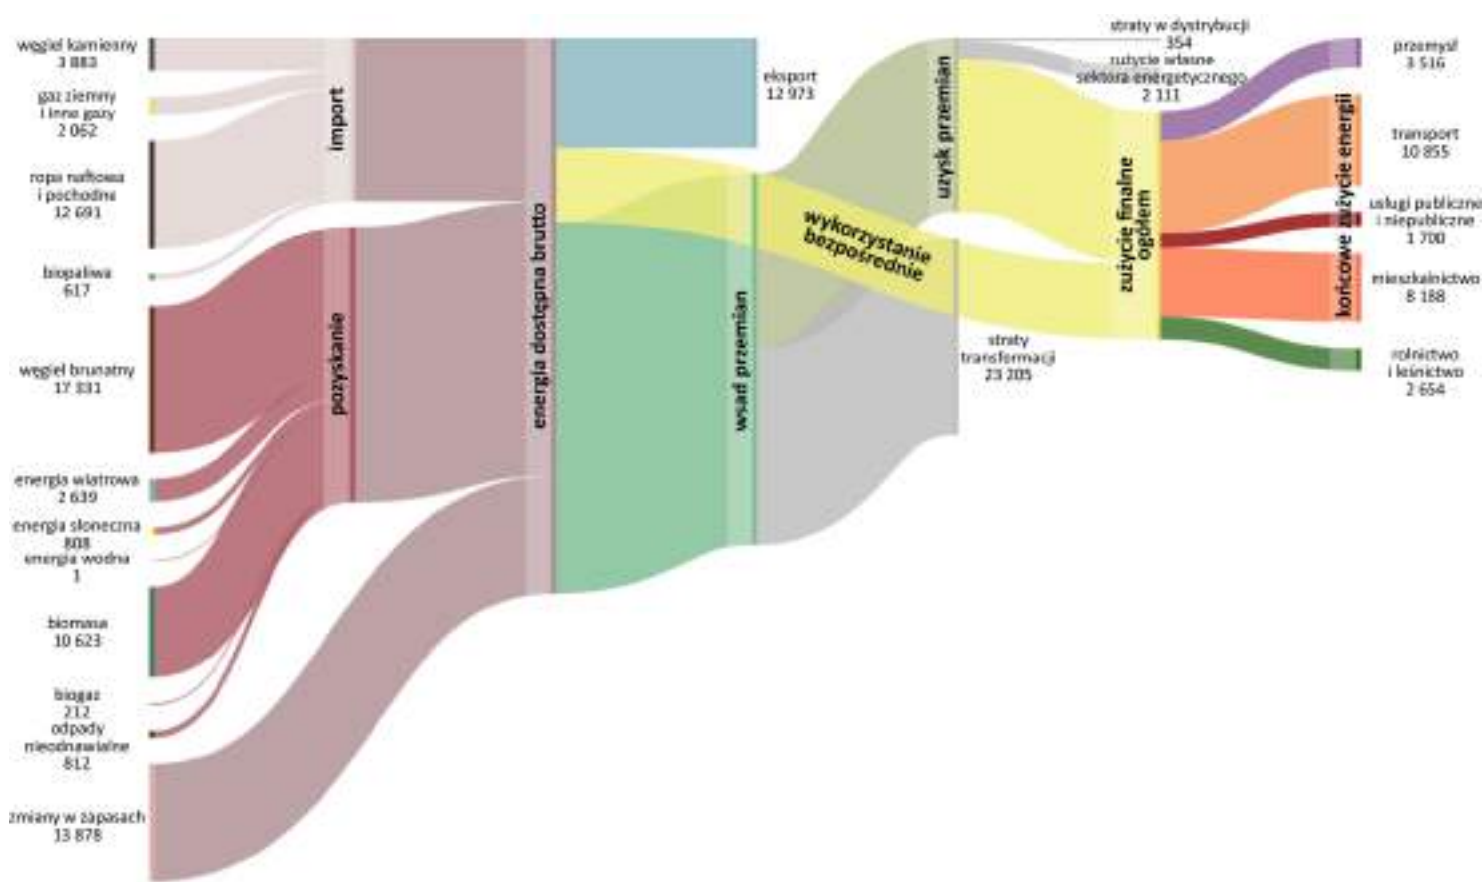 węgiel kamienny
3 883
gaz ziemny
i inne gazy
2 062
ropa naftowa
i pochodne
12 691
biopaliwa
617
węgiel brunatny
17 331
energia wiatrowa
2 639
energia słoneczna
808
energia wodna
1
biomasa
10 623
biogaz
212
odpady
nieodnawialne
812
zmiany w zapasach
13 878
import
pozyskanie
energia dostępna brutto
eksport
12 973
wsad przemian
wykorzystanie
bezpośrednie
uzysk przemian
straty
transformacji
23 205
straty w dystrybucji
354
zużycie własne
sektora energetycznego
2 111
zużycie finalne
ogółem
końcowe zużycie energii
przemysł
3 516
transport
10 855
usługi publiczne
i niepubliczne
1 700
mieszkalnictwo
8 188
rolnictwo
i leśnictwo
2 654